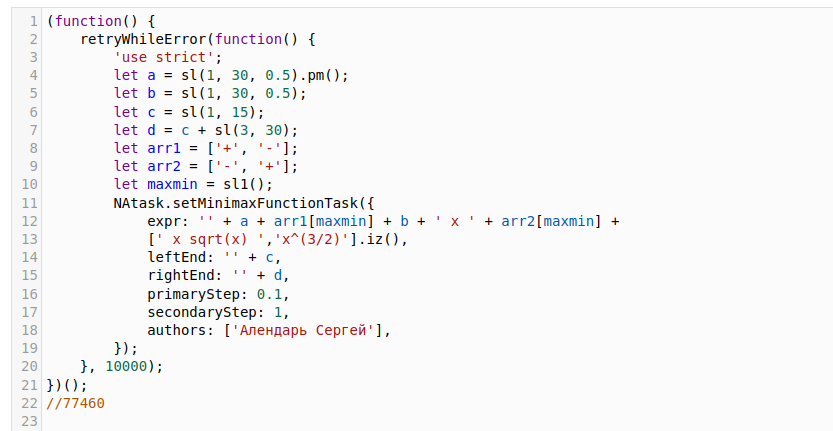 1 (function() {
2 retryWhileError(function() {
3 'use strict';
4 let a = sl(1, 30, 0.5).pm();
5 let b = sl(1, 30, 0.5);
6 let c = sl(1, 15);
7 let d = c + sl(3, 30);
8 let arr1 = ['+', '-'];
9 let arr2 = ['-', '+'];
10 let maxmin = sl1();
11 NAtask.setMinimaxFunctionTask({
12 expr: '' + a + arr1[maxmin] + b + ' x ' + arr2[maxmin] +
13 [' x sqrt(x) ','x^(3/2)'].iz(),
14 leftEnd: '' + c,
15 rightEnd: '' + d,
16 primaryStep: 0.1,
17 secondaryStep: 1,
18 authors: ['Алендарь Сергей'],
19 });
20 }, 10000);
21 })();
22 //77460
23